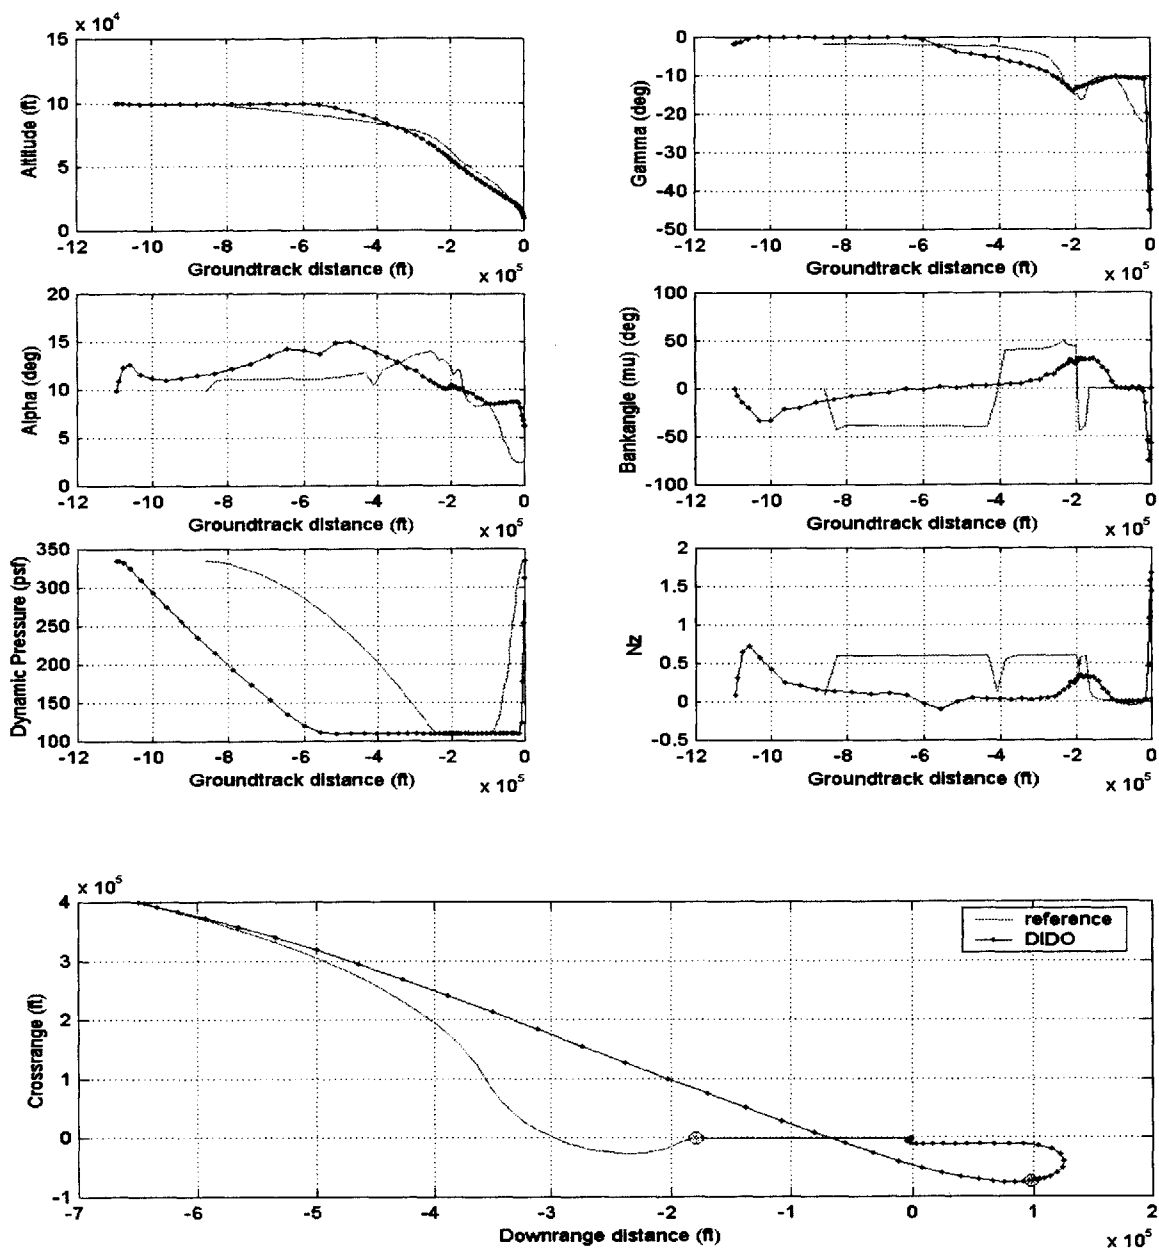 x 10^4
15
10
5
0
Altitude (ft)
-12 -10 -8 -6 -4 -2 0
Groundtrack distance (ft)
x 10^5
0
-10
-20
-30
-40
-50
Gamma (deg)
-12 -10 -8 -6 -4 -2 0
Groundtrack distance (ft)
x 10^5
20
15
10
5
0
Alpha (deg)
-12 -10 -8 -6 -4 -2 0
Groundtrack distance (ft)
x 10^5
100
50
0
-50
-100
Bankangle (mu) (deg)
-12 -10 -8 -6 -4 -2 0
Groundtrack distance (ft)
x 10^5
350
300
250
200
150
100
Dynamic Pressure (psf)
-12 -10 -8 -6 -4 -2 0
Groundtrack distance (ft)
x 10^5
2
1.5
1
0.5
0
-0.5
Nz
-12 -10 -8 -6 -4 -2 0
Groundtrack distance (ft)
x 10^5
x 10^5
4
3
2
1
0
-1
Crossrange (ft)
reference
DIDO
-7 -6 -5 -4 -3 -2 -1 0 1 2
Downrange distance (ft)
x 10^5